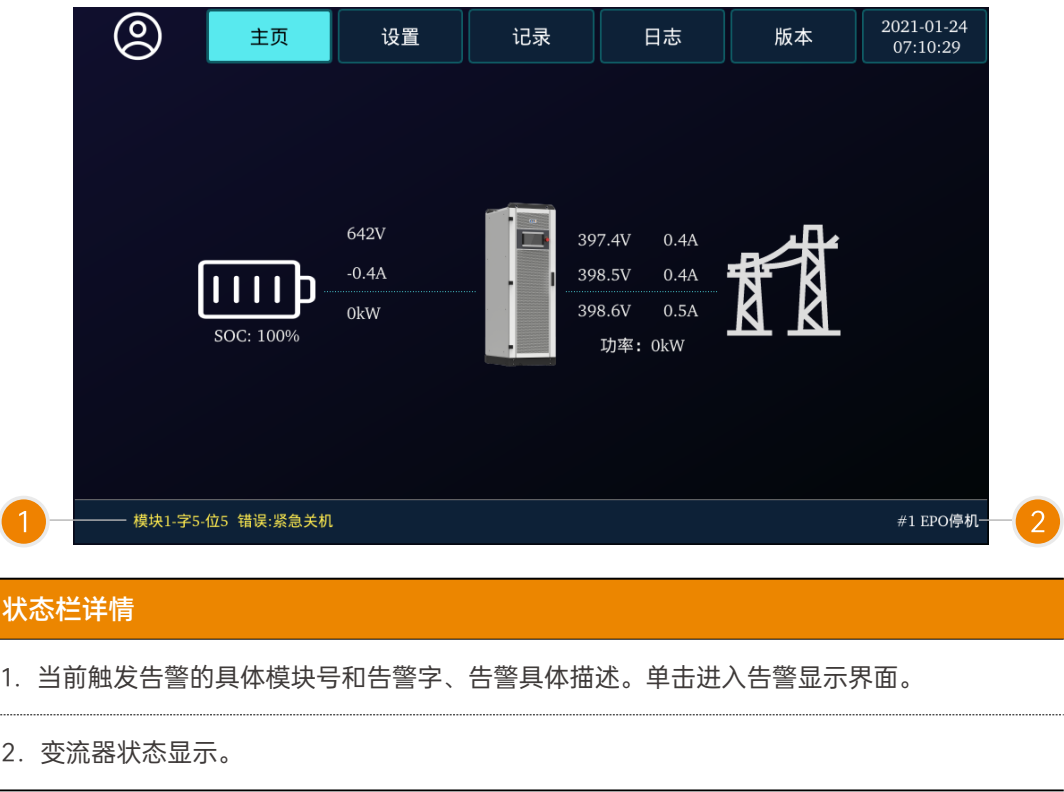 主页
设置
记录
日志
版本
2021-01-24
07:10:29
642V
-0.4A
0kW
SOC: 100%
397.4V 0.4A
398.5V 0.4A
398.6V 0.5A
功率：0kW
1
模块1-字5-位5 错误:紧急关机
#1 EPO停机
2
状态栏详情
1. 当前触发告警的具体模块号和告警字、告警具体描述。单击进入告警显示界面。
2. 变流器状态显示。